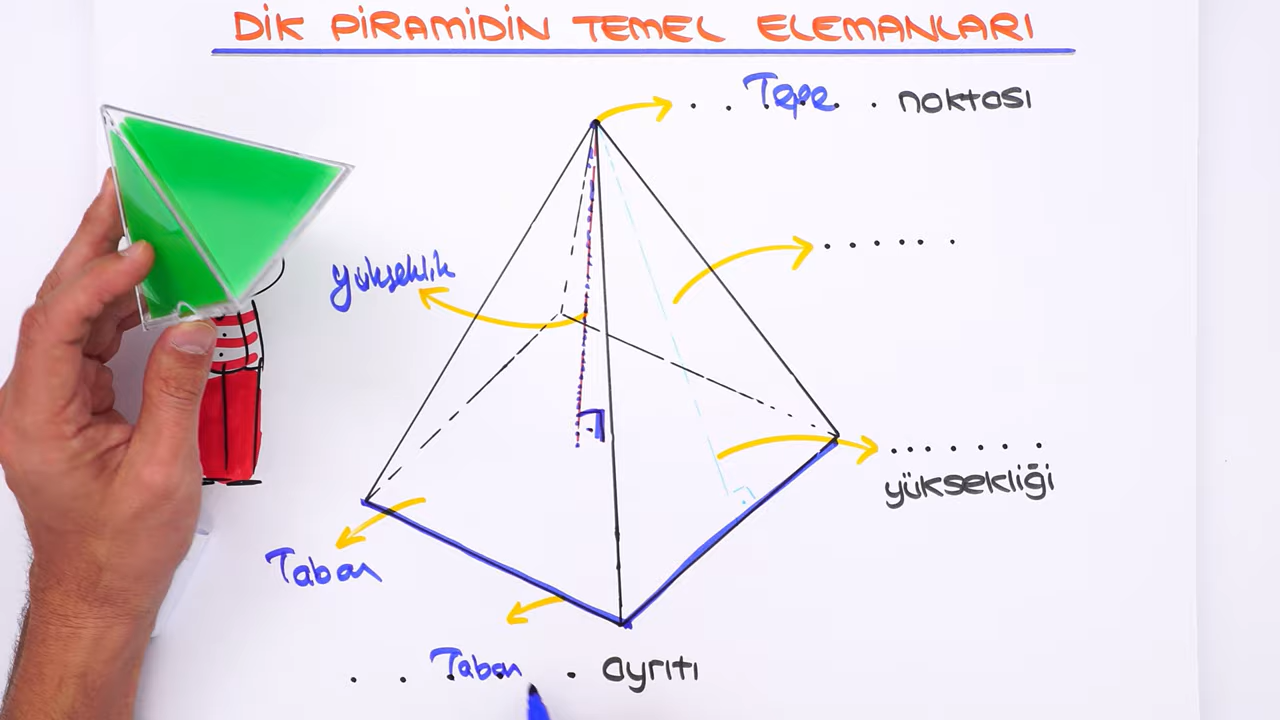 DİK PİRAMİDİN TEMEL ELEMANLARI
. . Tepe . . noktası
. . . . . .
yükseklik
. . . . . . .
yüksekliği
Taban
. . Taban . ayrıtı